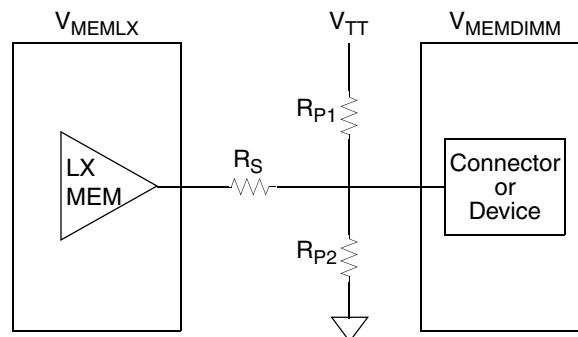 V_MEMLX
V_TT
V_MEMDIMM
R_P1
LX
MEM
R_S
Connector
or
Device
R_P2